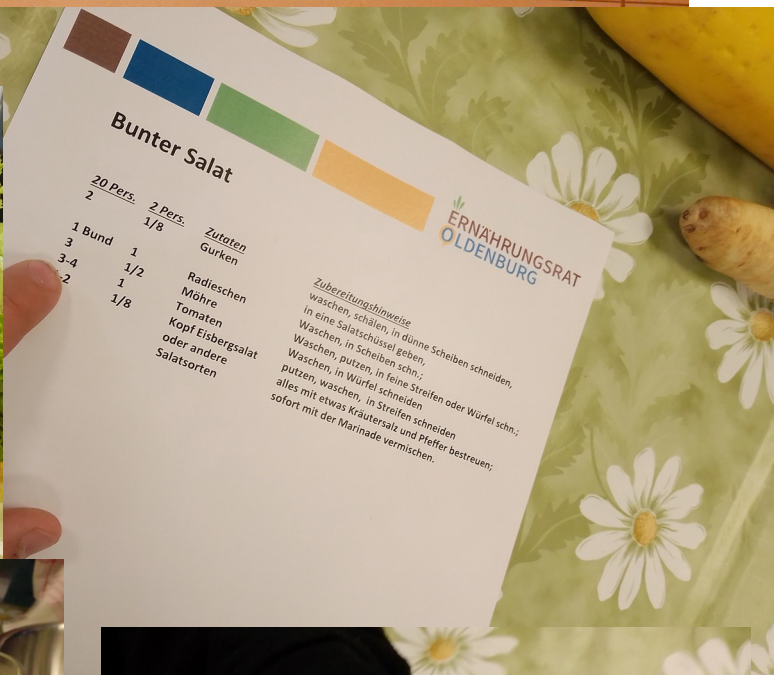 Bunter Salat
ERNÄHRUNGSRAT
OLDENBURG
20 Pers. 2 Pers. Zutaten
2 1/8 Gurken
1 Bund 1 Radieschen
3 1/2 Möhre
3-4 1 Tomaten
-2 1/8 Kopf Eisbergsalat
oder andere
Salatsorten
Zubereitungshinweise
waschen, schälen, in dünne Scheiben schneiden,
in eine Salatschüssel geben,
Waschen, in Scheiben schn.;
Waschen, putzen, in feine Streifen oder Würfel schn.;
Waschen, in Würfel schneiden
putzen, waschen, in Streifen schneiden
alles mit etwas Kräutersalz und Pfeffer bestreuen;
sofort mit der Marinade vermischen.